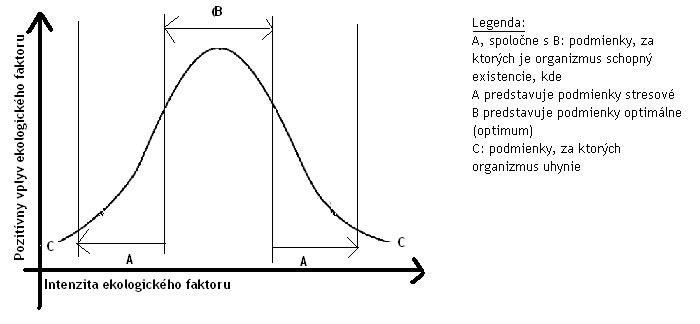 (B
Pozitívny vplyv ekologického faktoru
C
C
A
A
Intenzita ekologického faktoru
Legenda:
A, spoločne s B: podmienky, za
ktorých je organizmus schopný
existencie, kde
A predstavuje podmienky stresové
B predstavuje podmienky optimálne
(optimum)
C: podmienky, za ktorých
organizmus uhynie